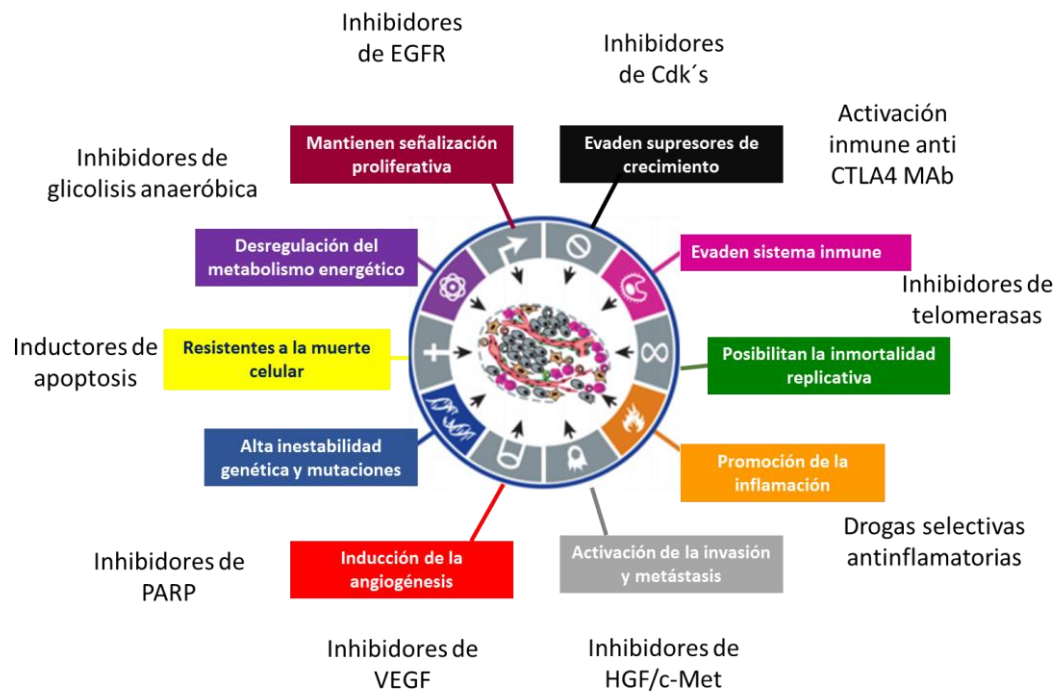 Inhibidores
de EGFR
Inhibidores
de Cdk´s
Activación
inmune anti
CTLA4 MAb
Mantienen señalización
proliferativa
Evaden supresores de
crecimiento
Inhibidores de
glicolisis anaeróbica
Desregulación del
metabolismo energético
Evaden sistema inmune
Inhibidores de
telomerasas
Inductores de
apoptosis
Resistentes a la muerte
celular
Posibilitan la inmortalidad
replicativa
Alta inestabilidad
genética y mutaciones
Promoción de la
inflamación
Drogas selectivas
antinflamatorias
Inhibidores de
PARP
Inducción de la
angiogénesis
Activación de la invasión
y metástasis
Inhibidores de
VEGF
Inhibidores de
HGF/c-Met